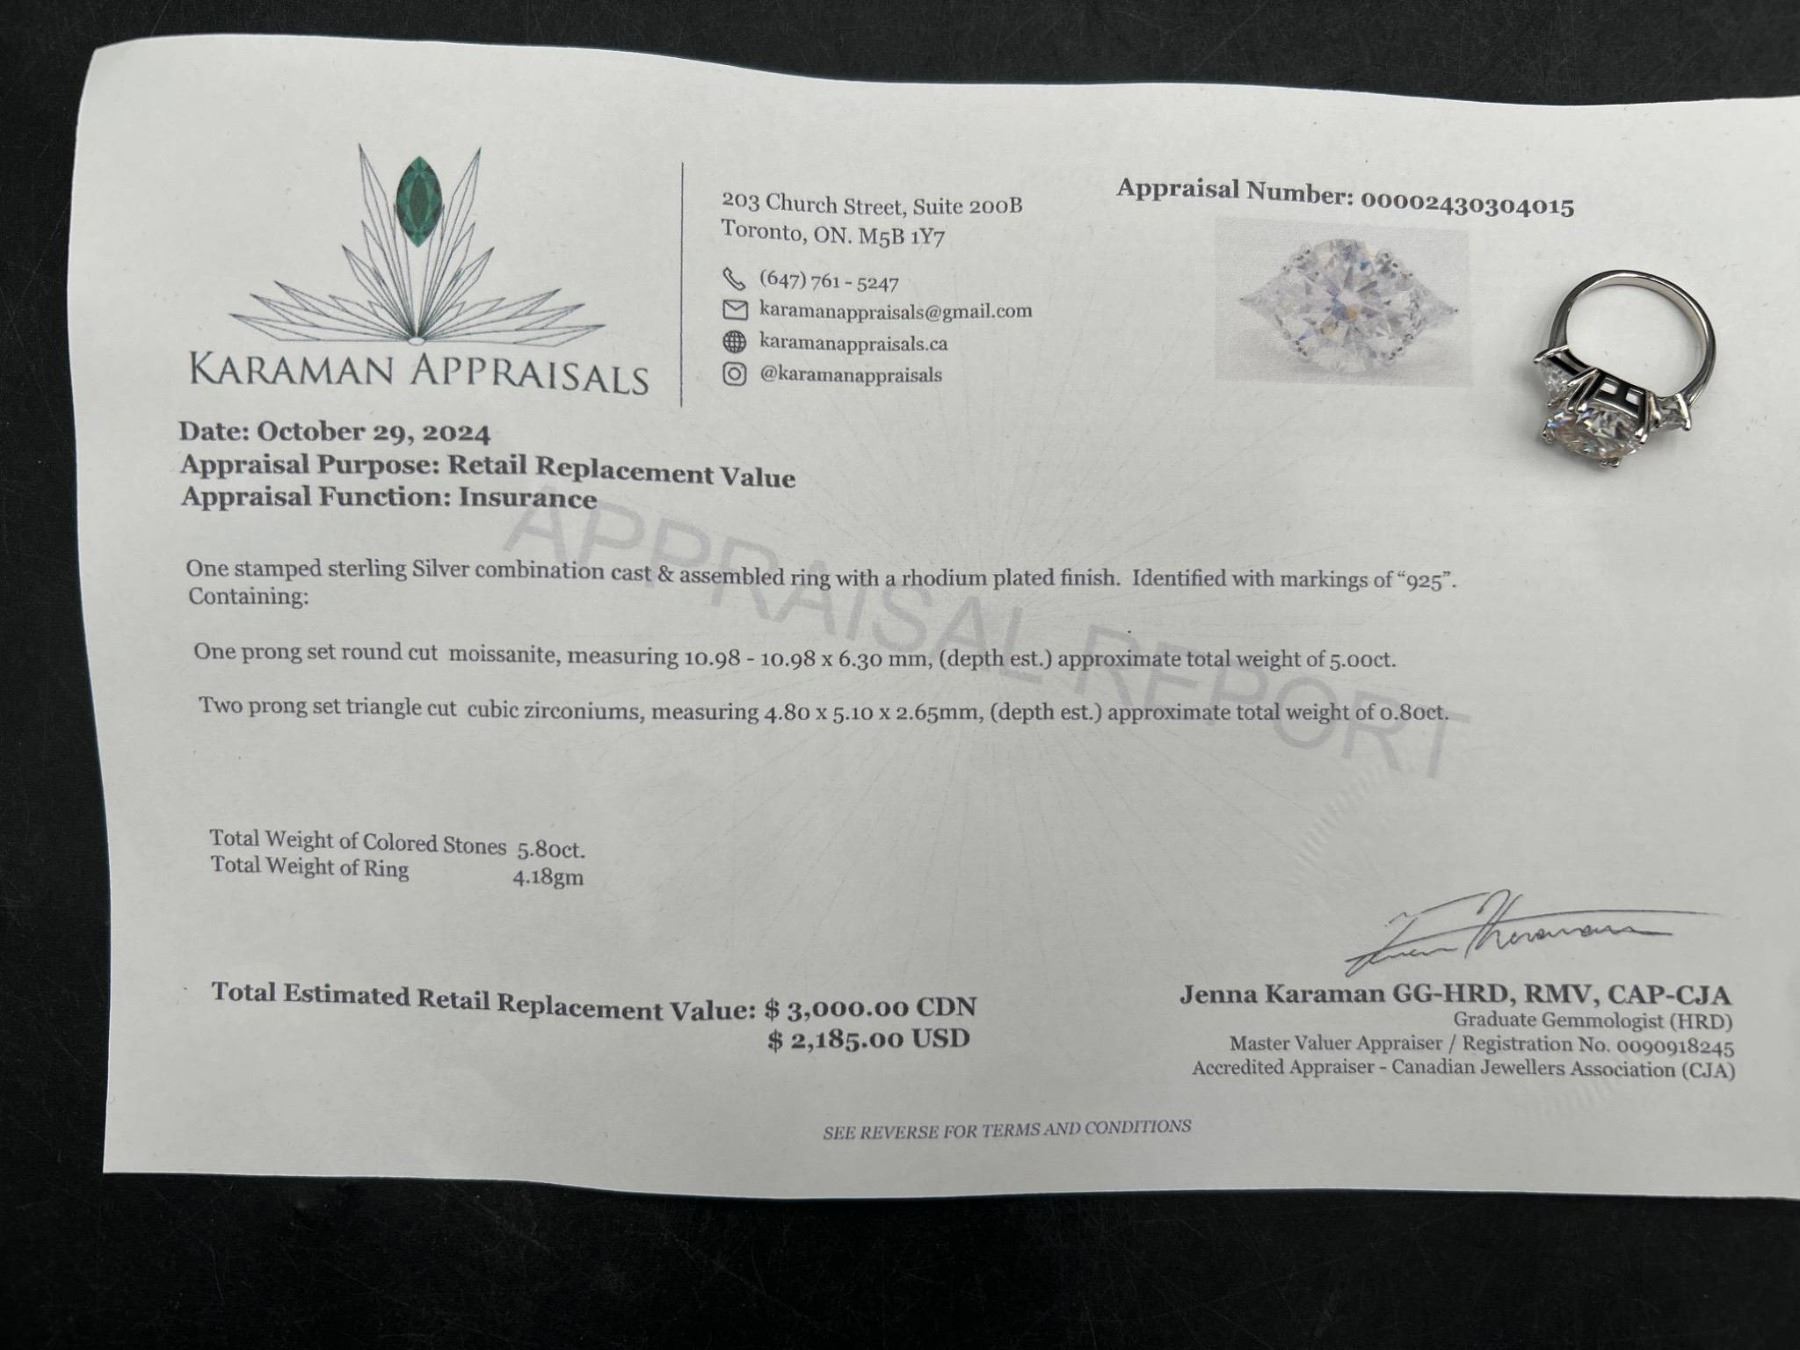 KARAMAN APPRAISALS
203 Church Street, Suite 200B
Toronto, ON. M5B 1Y7
(647) 761 - 5247
karamanappraisals@gmail.com
karamanappraisals.ca
@karamanappraisals
Appraisal Number: 00002430304015
Date: October 29, 2024
Appraisal Purpose: Retail Replacement Value
Appraisal Function: Insurance
APPRAISAL REPORT
One stamped sterling Silver combination cast & assembled ring with a rhodium plated finish. Identified with markings of “925”.
Containing:
One prong set round cut moissanite, measuring 10.98 - 10.98 x 6.30 mm, (depth est.) approximate total weight of 5.00ct.
Two prong set triangle cut cubic zirconiums, measuring 4.80 x 5.10 x 2.65mm, (depth est.) approximate total weight of 0.80ct.
Total Weight of Colored Stones 5.80ct.
Total Weight of Ring 4.18gm
Total Estimated Retail Replacement Value: $ 3,000.00 CDN
$ 2,185.00 USD
Jenna Karaman GG-HRD, RMV, CAP-CJA
Graduate Gemmologist (HRD)
Master Valuer Appraiser / Registration No. 0090918245
Accredited Appraiser - Canadian Jewellers Association (CJA)
SEE REVERSE FOR TERMS AND CONDITIONS